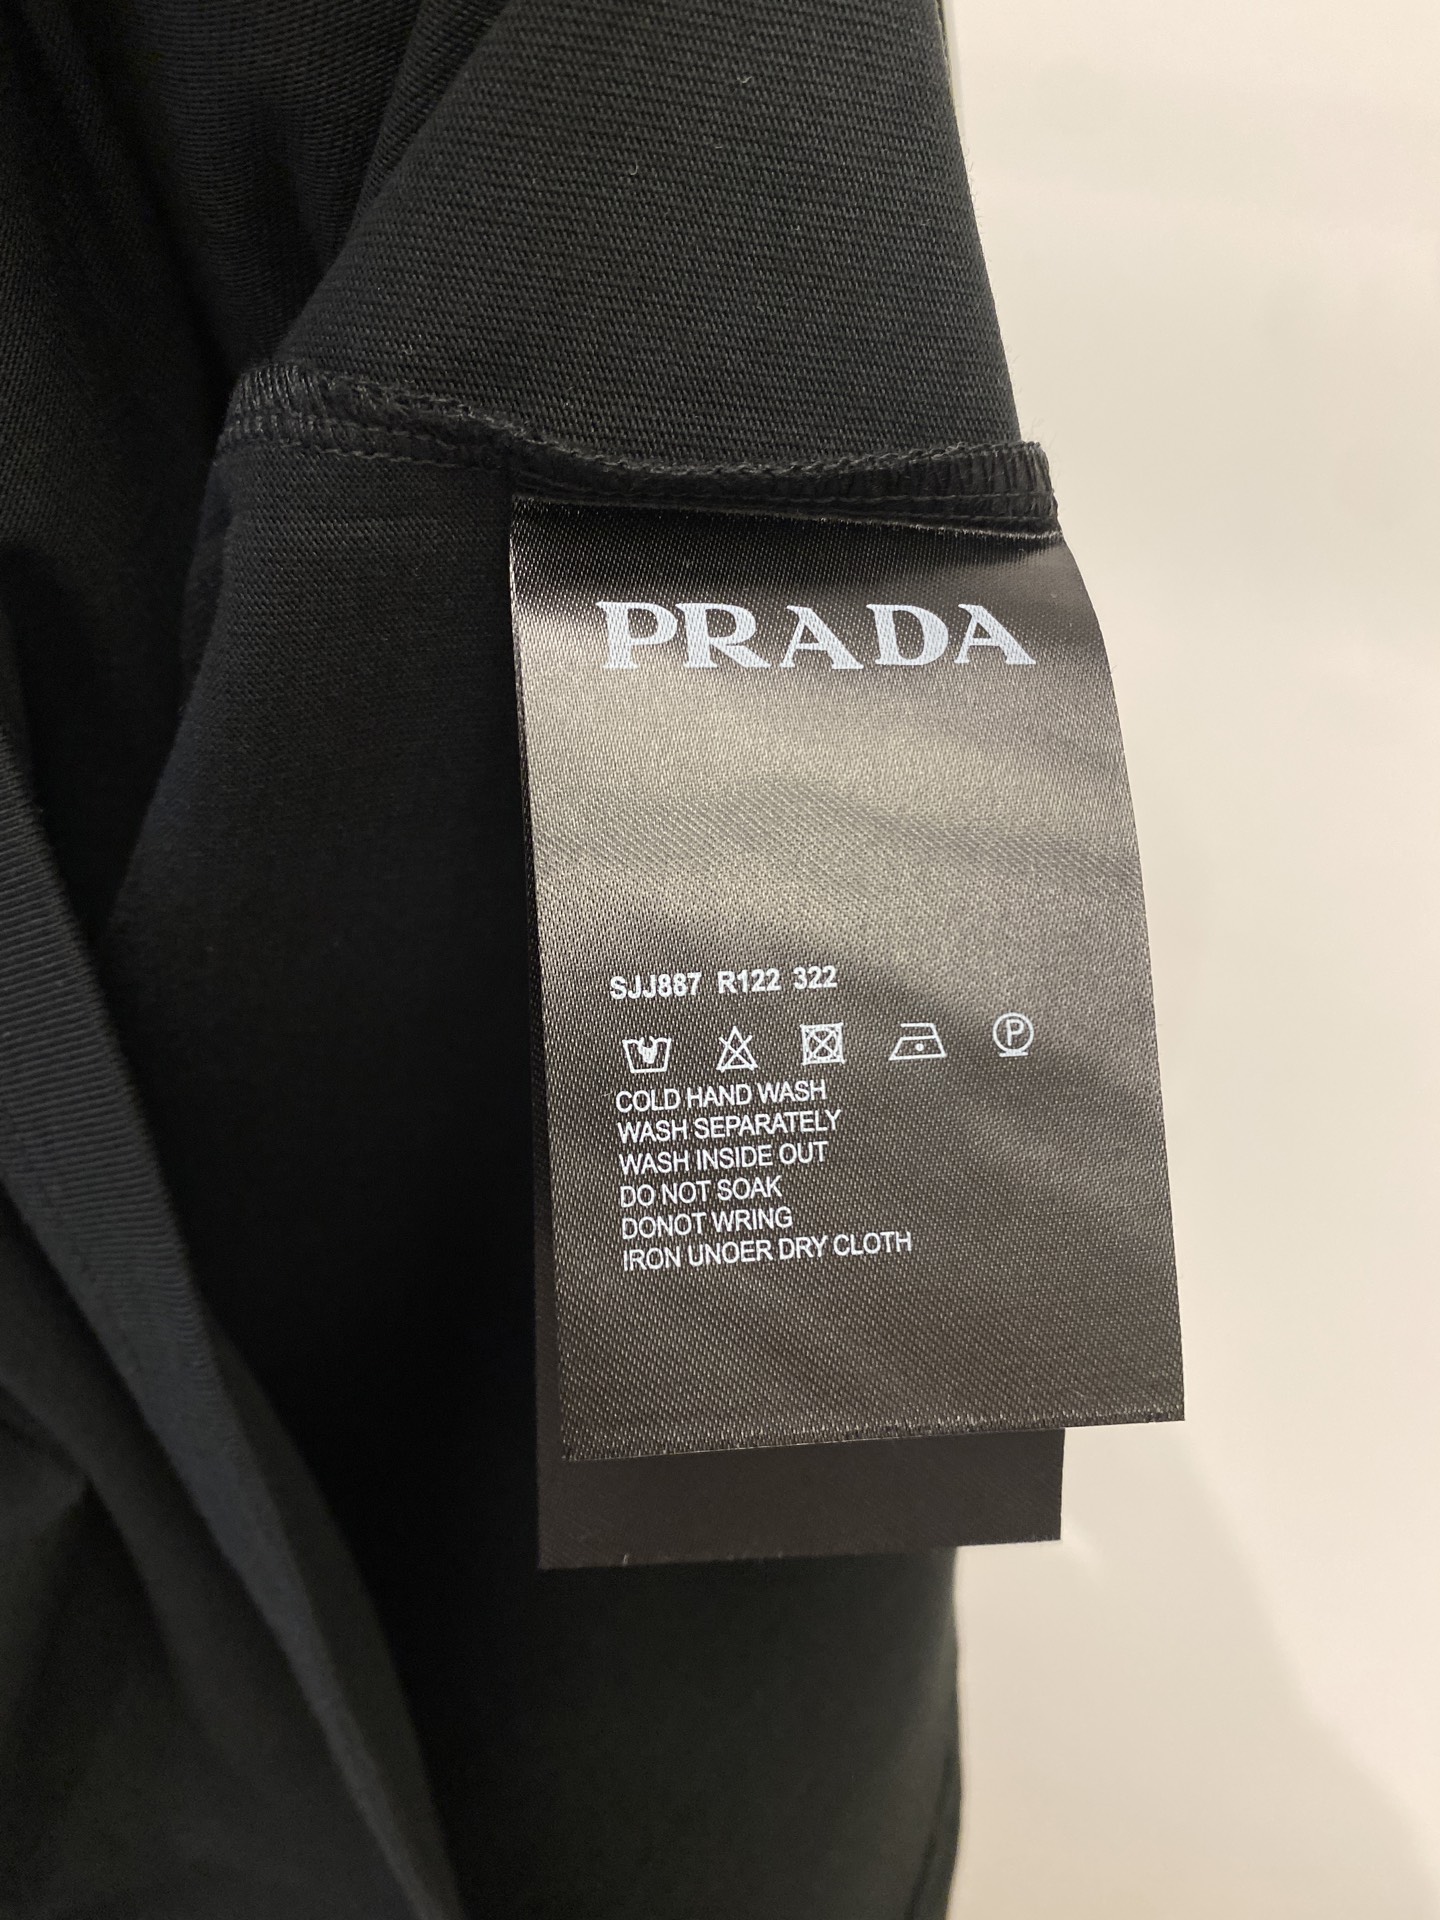 PRADA
SJJ887 R122 322
P
COLD HAND WASH
WASH SEPARATELY
WASH INSIDE OUT
DO NOT SOAK
DONOT WRING
IRON UNOER DRY CLOTH